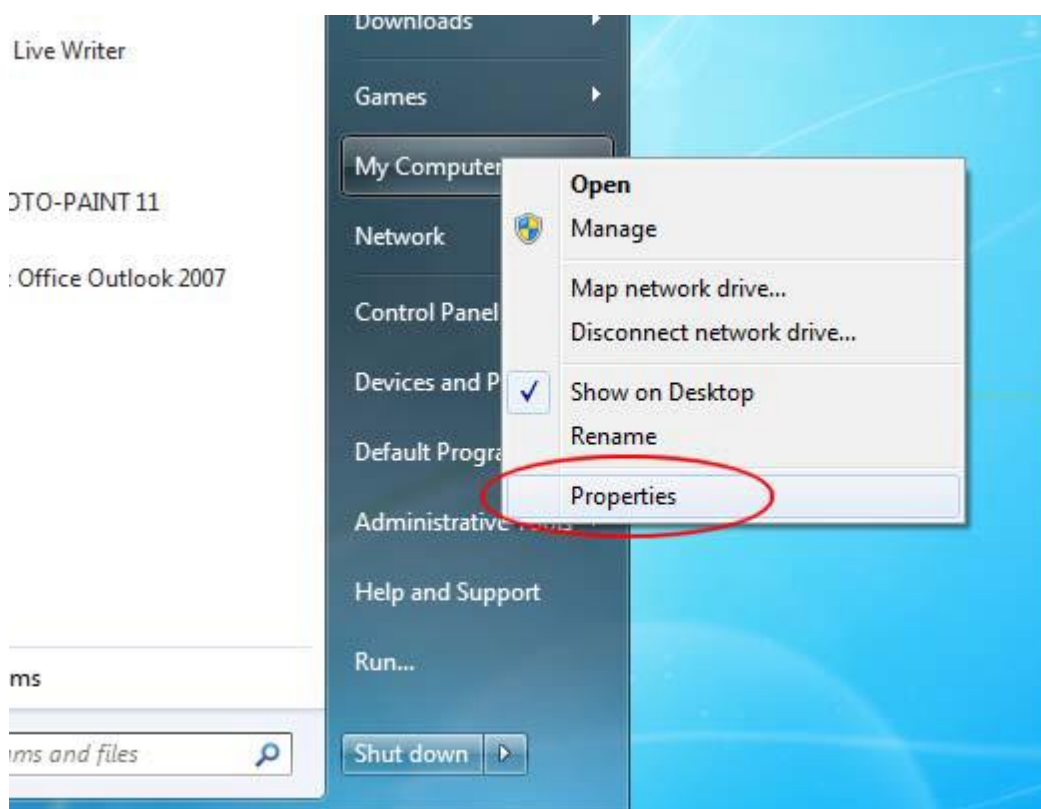 Live Writer
OTO-PAINT 11
Office Outlook 2007
ms
ms and files
Downloads
Games
My Computer
Network
Control Panel
Devices and P
Default Progra
Administrative Tools
Help and Support
Run...
Shut down
Open
Manage
Map network drive...
Disconnect network drive...
Show on Desktop
Rename
Properties